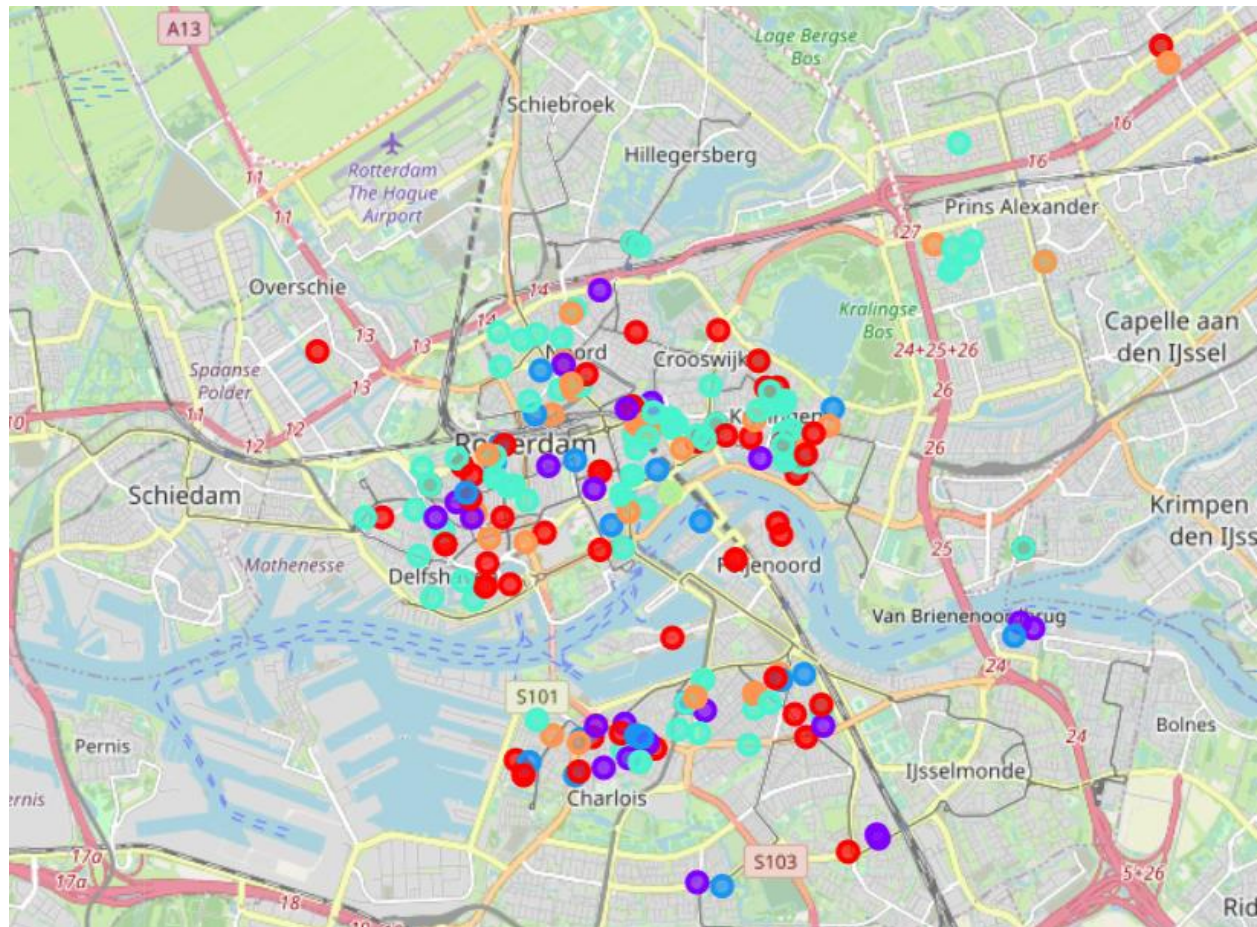 A13
Lage Bergse
Bos
Schiebroek
16
Hillegersberg
16
Rotterdam
The Hague
Airport
11
Prins Alexander
11
27
Overschie
14
Kralingse
Bos
13
14
Capelle aan
den IJssel
13
Crooswijk
24+25+26
Spaanse
Polder
13
26
10
11
12
12
26
Rotterdam
Schiedam
Krimpen
den IJss
25
Mathenesse
Van Brienenoordbrug
24
S101
Bolnes
Pernis
24
IJsselmonde
ernis
Charlois
17a
17a
S103
5+26
18
Rid